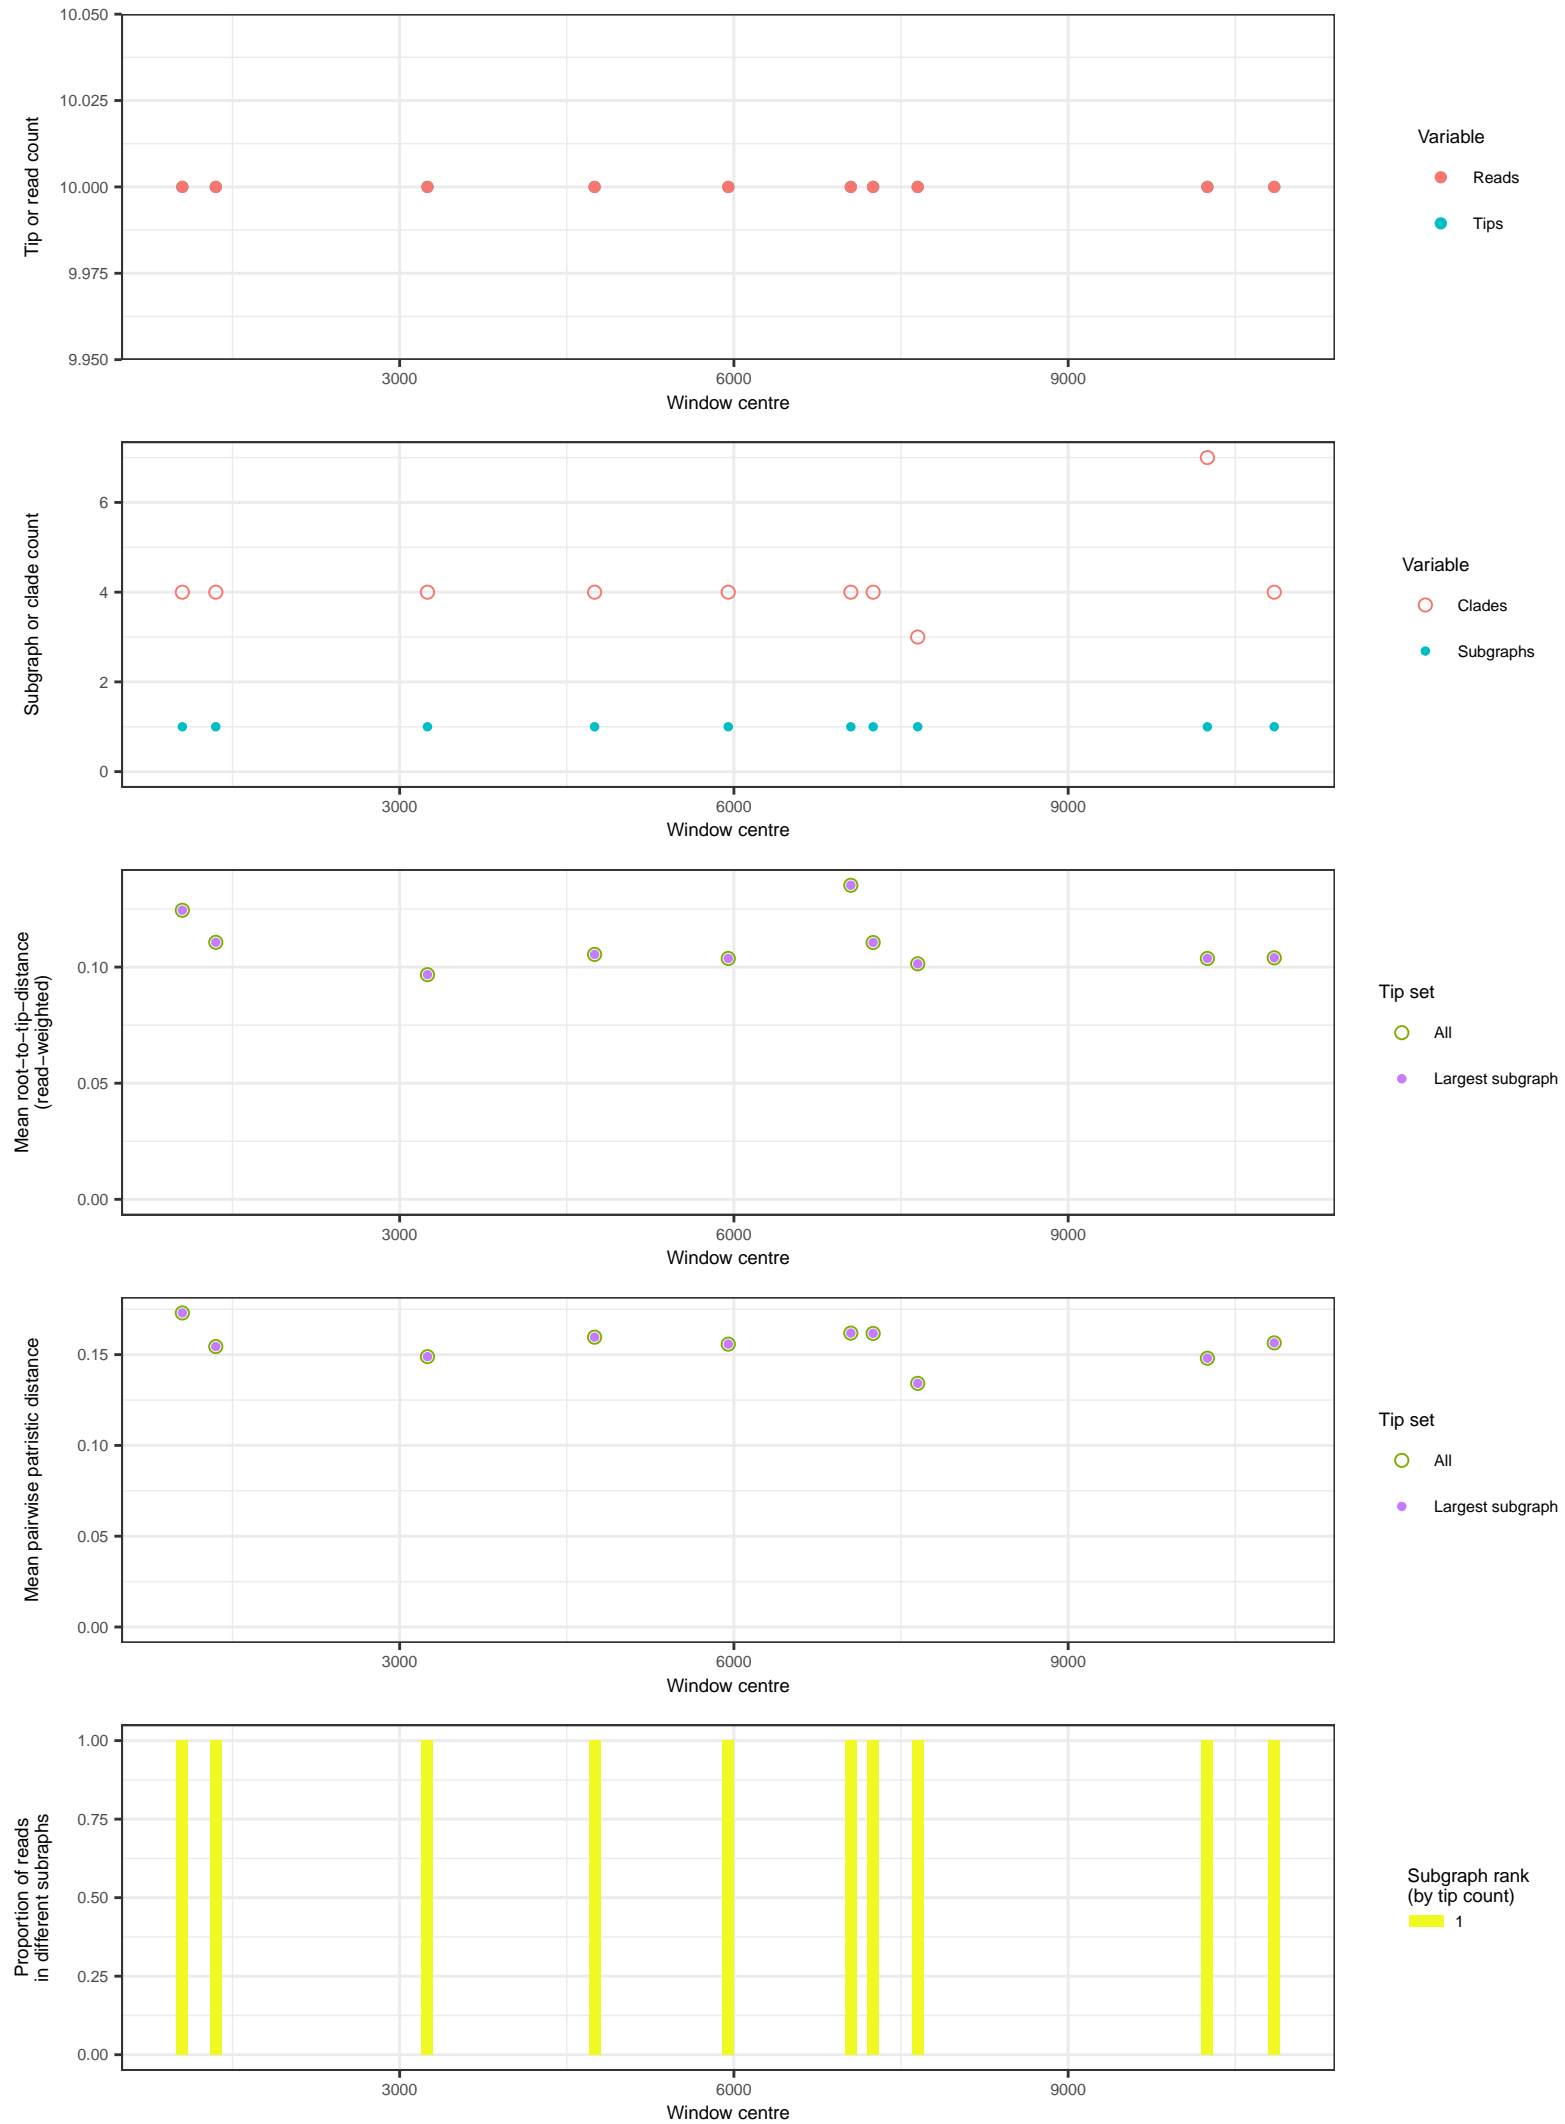 10.050
10.025
10.000
9.975
9.950
Tip or read count
3000
6000
9000
Window centre
Variable
Reads
Tips
6
4
2
0
Subgraph or clade count
3000
6000
9000
Window centre
Variable
Clades
Subgraphs
0.10
0.05
0.00
Mean root−to−tip−distance
(read−weighted)
3000
6000
9000
Window centre
Tip set
All
Largest subgraph
0.15
0.10
0.05
0.00
Mean pairwise patristic distance
3000
6000
9000
Window centre
Tip set
All
Largest subgraph
1.00
0.75
0.50
0.25
0.00
Proportion of reads
in different subraphs
3000
6000
9000
Window centre
Subgraph rank
(by tip count)
1